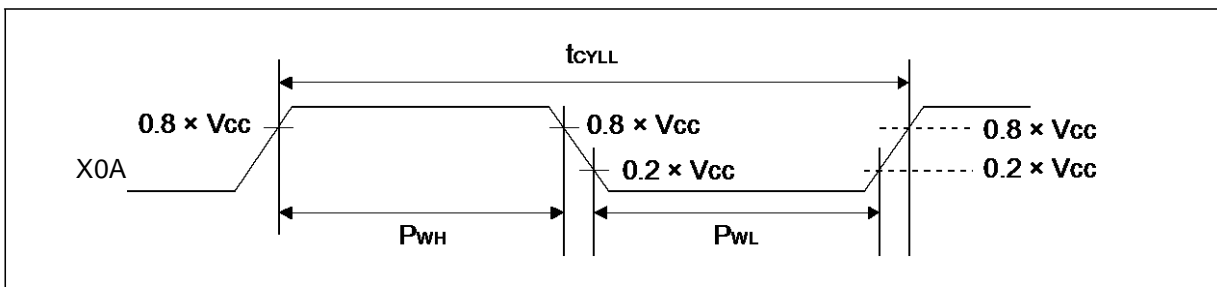 tCYLL
0.8 × VCC 0.8 × VCC 0.8 × VCC
X0A 0.2 × VCC 0.2 × VCC
PWH PWL